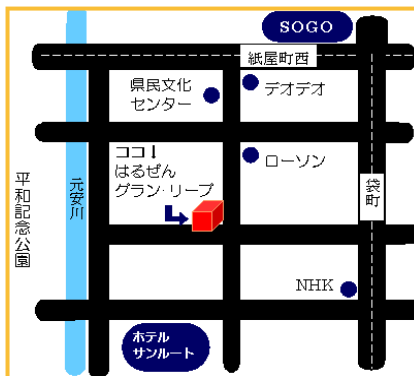 SOGO
紙屋町西
県民文化
センター
デオデオ
ココ↓
はるぜん
グラン・リーブ
ローソン
平和記念公園
元安川
袋町
NHK
ホテル
サンルート